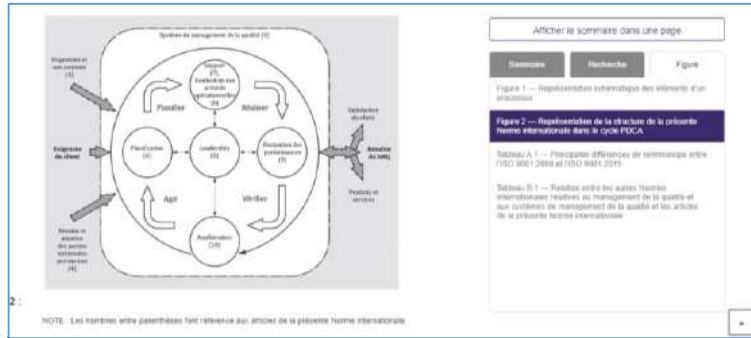 Système de management de la qualité (4)
Organisme et
son contexte
(4)
Support
(7),
Réalisation des
activités
opérationnelles
(8)
Planifier
Réaliser
Satisfaction
du client
Exigences
du client
Planification
(6)
Leadership
(5)
Évaluation des
performances
(9)
Résultats
du SMQ
Agir
Vérifier
Besoins et
attentes
des parties
intéressées
pertinentes
(4)
Amélioration
(10)
Produits et
services
2 :
NOTE : Les nombres entre parenthèses font référence aux articles de la présente Norme internationale.
Afficher le sommaire dans une page
Sommaire
Recherche
Figure
Figure 1 — Représentation schématique des éléments d'un
processus
Figure 2 — Représentation de la structure de la présente
Norme internationale dans le cycle PDCA
Tableau A.1 — Principales différences de terminologie entre
l'ISO 9001:2008 et l'ISO 9001:2015
Tableau B.1 — Relation entre les autres Normes
internationales relatives au management de la qualité et
aux systèmes de management de la qualité et les articles
de la présente Norme internationale